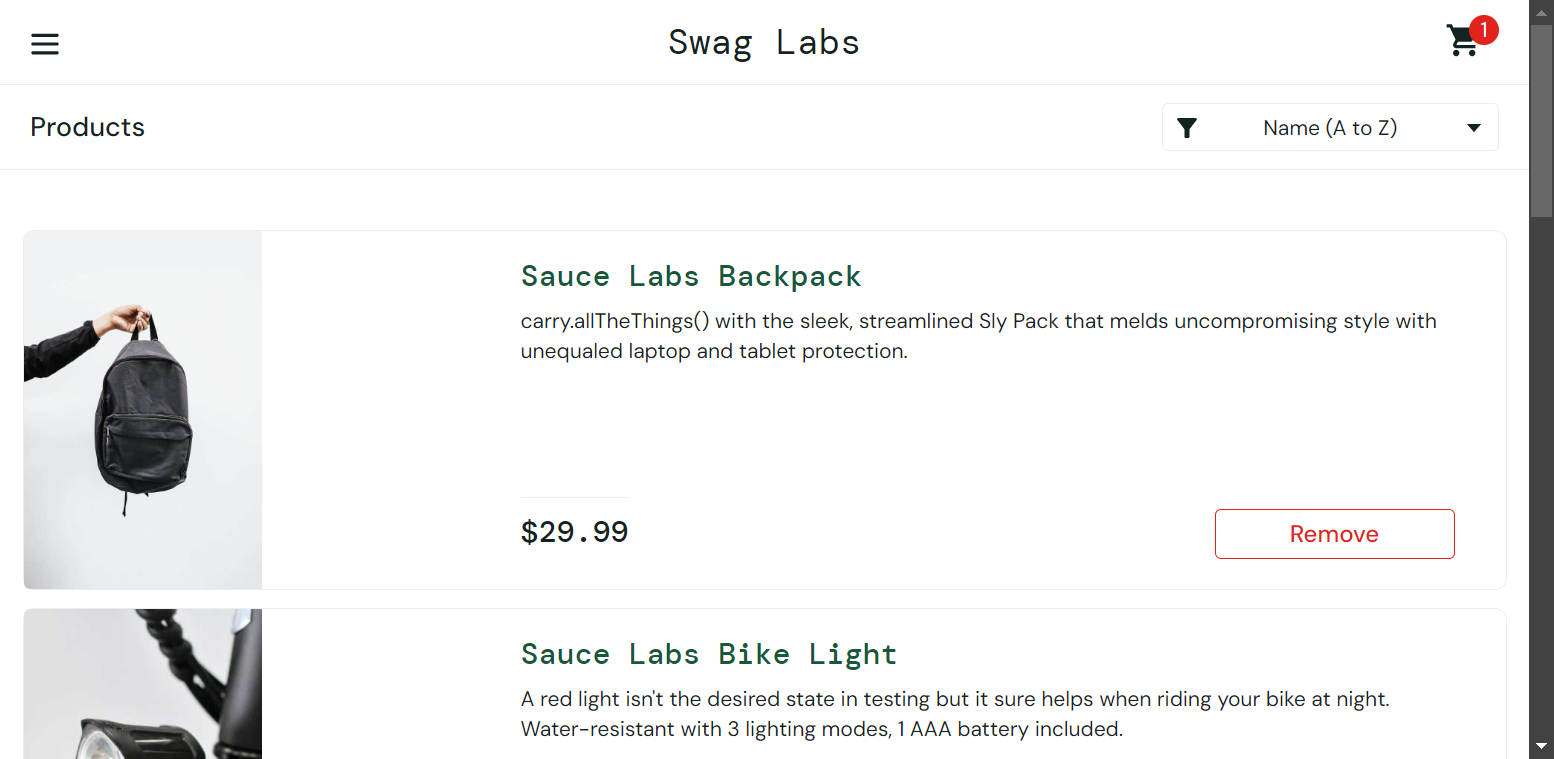 Swag Labs
1
Products
Name (A to Z)
Sauce Labs Backpack
carry.allTheThings() with the sleek, streamlined Sly Pack that melds uncompromising style with
unequaled laptop and tablet protection.
$29.99
Remove
Sauce Labs Bike Light
A red light isn't the desired state in testing but it sure helps when riding your bike at night.
Water-resistant with 3 lighting modes, 1 AAA battery included.